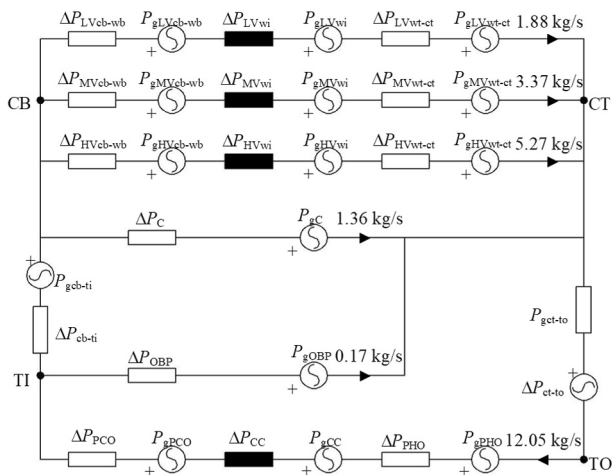 ΔP_LVcb-wb P_gLVcb-wb ΔP_LVwi P_gLVwi ΔP_LVwt-ct P_gLVwt-ct 1.88 kg/s
+ + +
ΔP_MVcb-wb P_gMVcb-wb ΔP_MVwi P_gMVwi ΔP_MVwt-ct P_gMVwt-ct 3.37 kg/s
CB CT
+ + +
ΔP_HVcb-wb P_gHVcb-wb ΔP_HVwi P_gHVwi ΔP_HVwt-ct P_gHVwt-ct 5.27 kg/s
+ + +
ΔP_C P_gC 1.36 kg/s
+
+
P_gcb-ti
P_gct-to
ΔP_cb-ti
ΔP_OBP P_gOBP 0.17 kg/s
+
TI
+
ΔP_ct-to
ΔP_PCO P_gPCO ΔP_CC P_gCC ΔP_PHO P_gPHO 12.05 kg/s
+ + +
TO